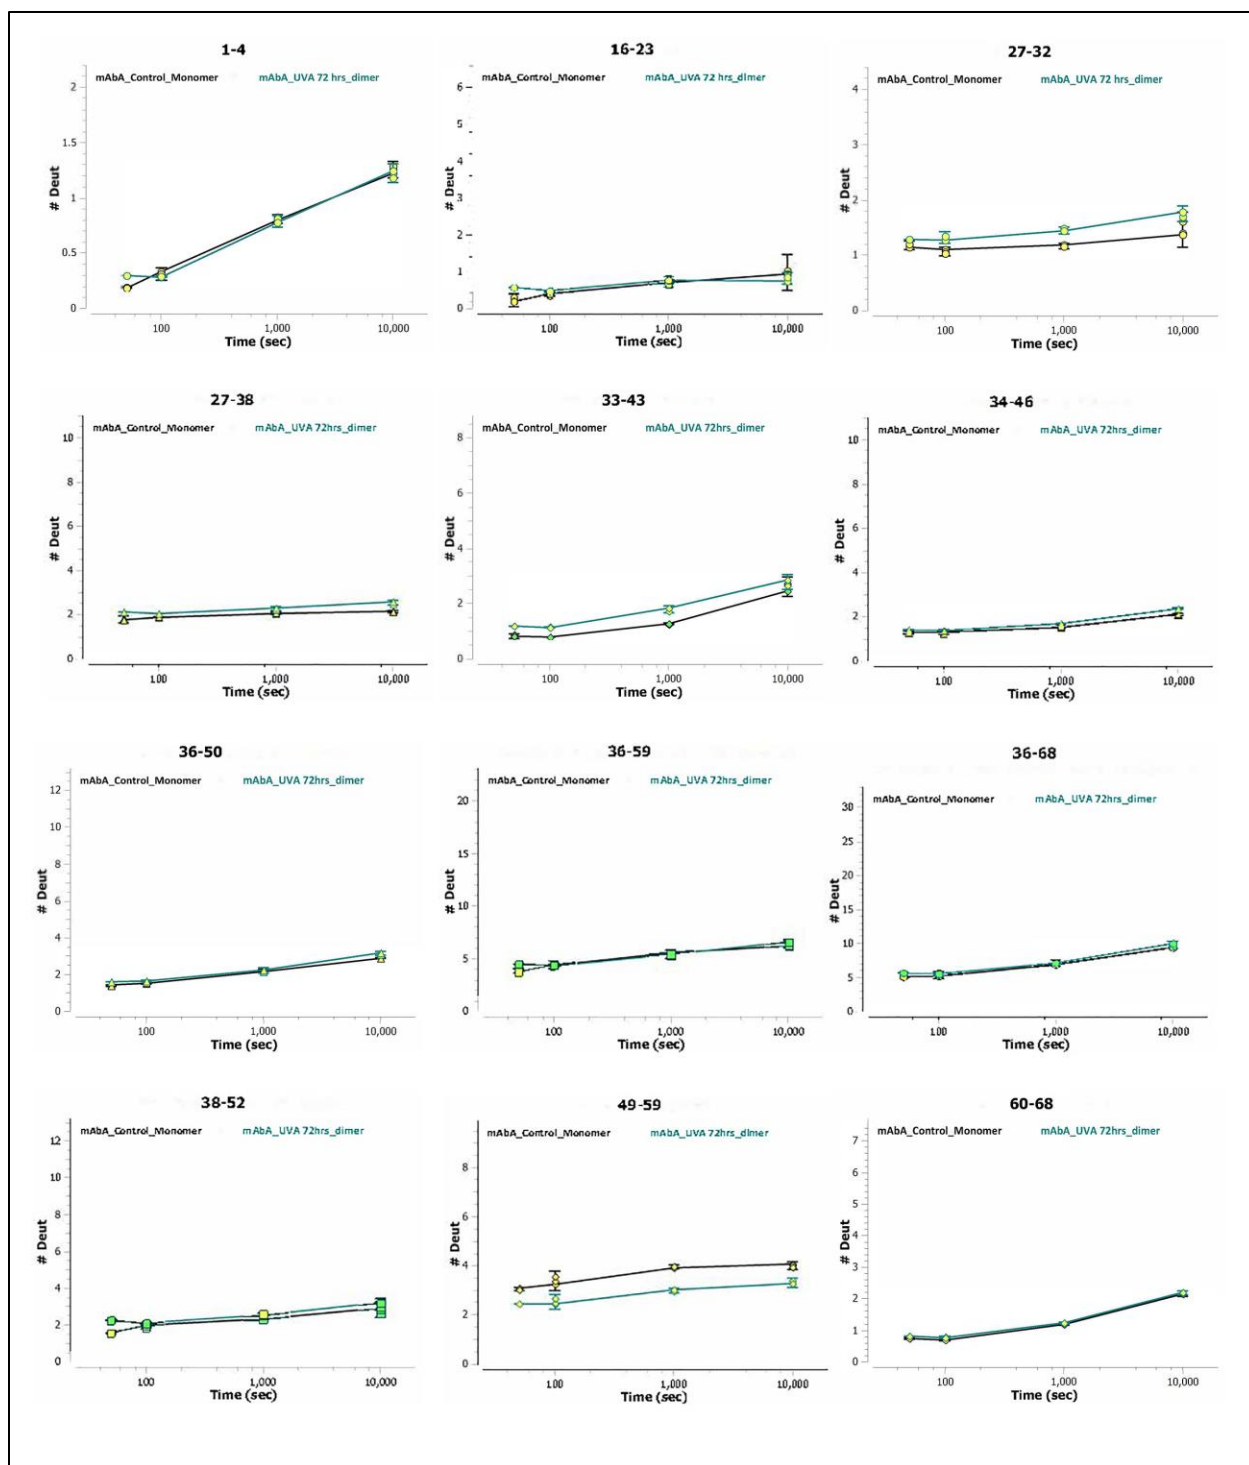 1-4
mAbA_Control_Monomer mAbA_UVA 72 hrs_dimer
2
1.5
1
0.5
0
# Deut
100 1,000 10,000
Time (sec)
16-23
mAbA_Control_Monomer mAbA_UVA 72 hrs_dimer
6
5
4
3
2
1
0
# Deut
100 1,000 10,000
Time (sec)
27-32
mAbA_Control_Monomer mAbA_UVA 72 hrs_dimer
4
3
2
1
0
# Deut
100 1,000 10,000
Time (sec)
27-38
mAbA_Control_Monomer mAbA_UVA 72hrs_dimer
10
8
6
4
2
0
# Deut
100 1,000 10,000
Time (sec)
33-43
mAbA_Control_Monomer mAbA_UVA 72hrs_dimer
8
6
4
2
0
# Deut
100 1,000 10,000
Time (sec)
34-46
mAbA_Control_Monomer mAbA_UVA 72hrs_dimer
10
8
6
4
2
0
# Deut
100 1,000 10,000
Time (sec)
36-50
mAbA_Control_Monomer mAbA_UVA 72hrs_dimer
12
10
8
6
4
2
0
# Deut
100 1,000 10,000
Time (sec)
36-59
mAbA_Control_Monomer mAbA_UVA 72hrs_dimer
20
15
10
5
0
# Deut
100 1,000 10,000
Time (sec)
36-68
mAbA_Control_Monomer mAbA_UVA 72hrs_dimer
30
25
20
15
10
5
0
# Deut
100 1,000 10,000
Time (sec)
38-52
mAbA_Control_Monomer mAbA_UVA 72hrs_dimer
12
10
8
6
4
2
0
# Deut
100 1,000 10,000
Time (sec)
49-59
mAbA_Control_Monomer mAbA_UVA 72hrs_dimer
8
6
4
2
0
# Deut
100 1,000 10,000
Time (sec)
60-68
mAbA_Control_Monomer mAbA_UVA 72hrs_dimer
7
6
5
4
3
2
1
0
# Deut
100 1,000 10,000
Time (sec)